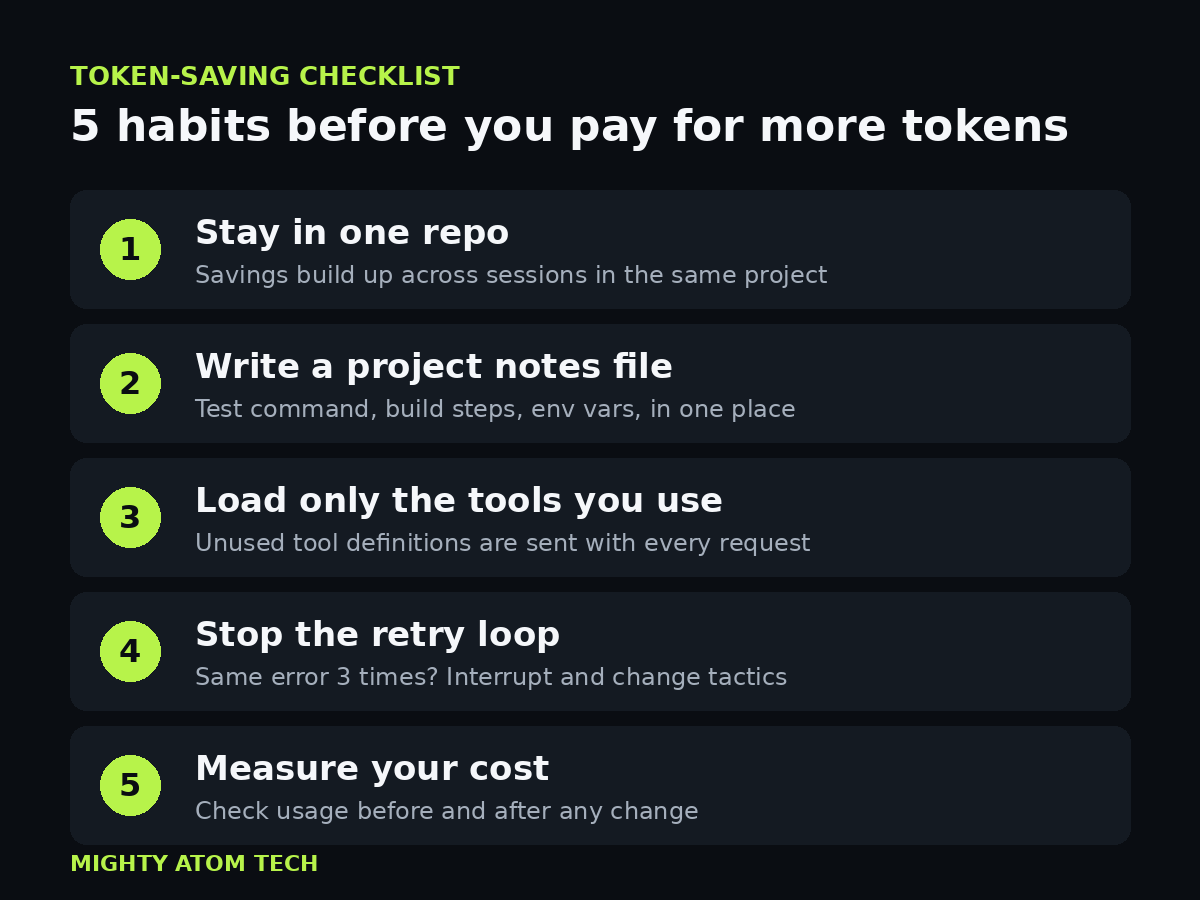 TOKEN-SAVING CHECKLIST
5 habits before you pay for more tokens
1
Stay in one repo
Savings build up across sessions in the same project
2
Write a project notes file
Test command, build steps, env vars, in one place
3
Load only the tools you use
Unused tool definitions are sent with every request
4
Stop the retry loop
Same error 3 times? Interrupt and change tactics
5
Measure your cost
Check usage before and after any change
MIGHTY ATOM TECH